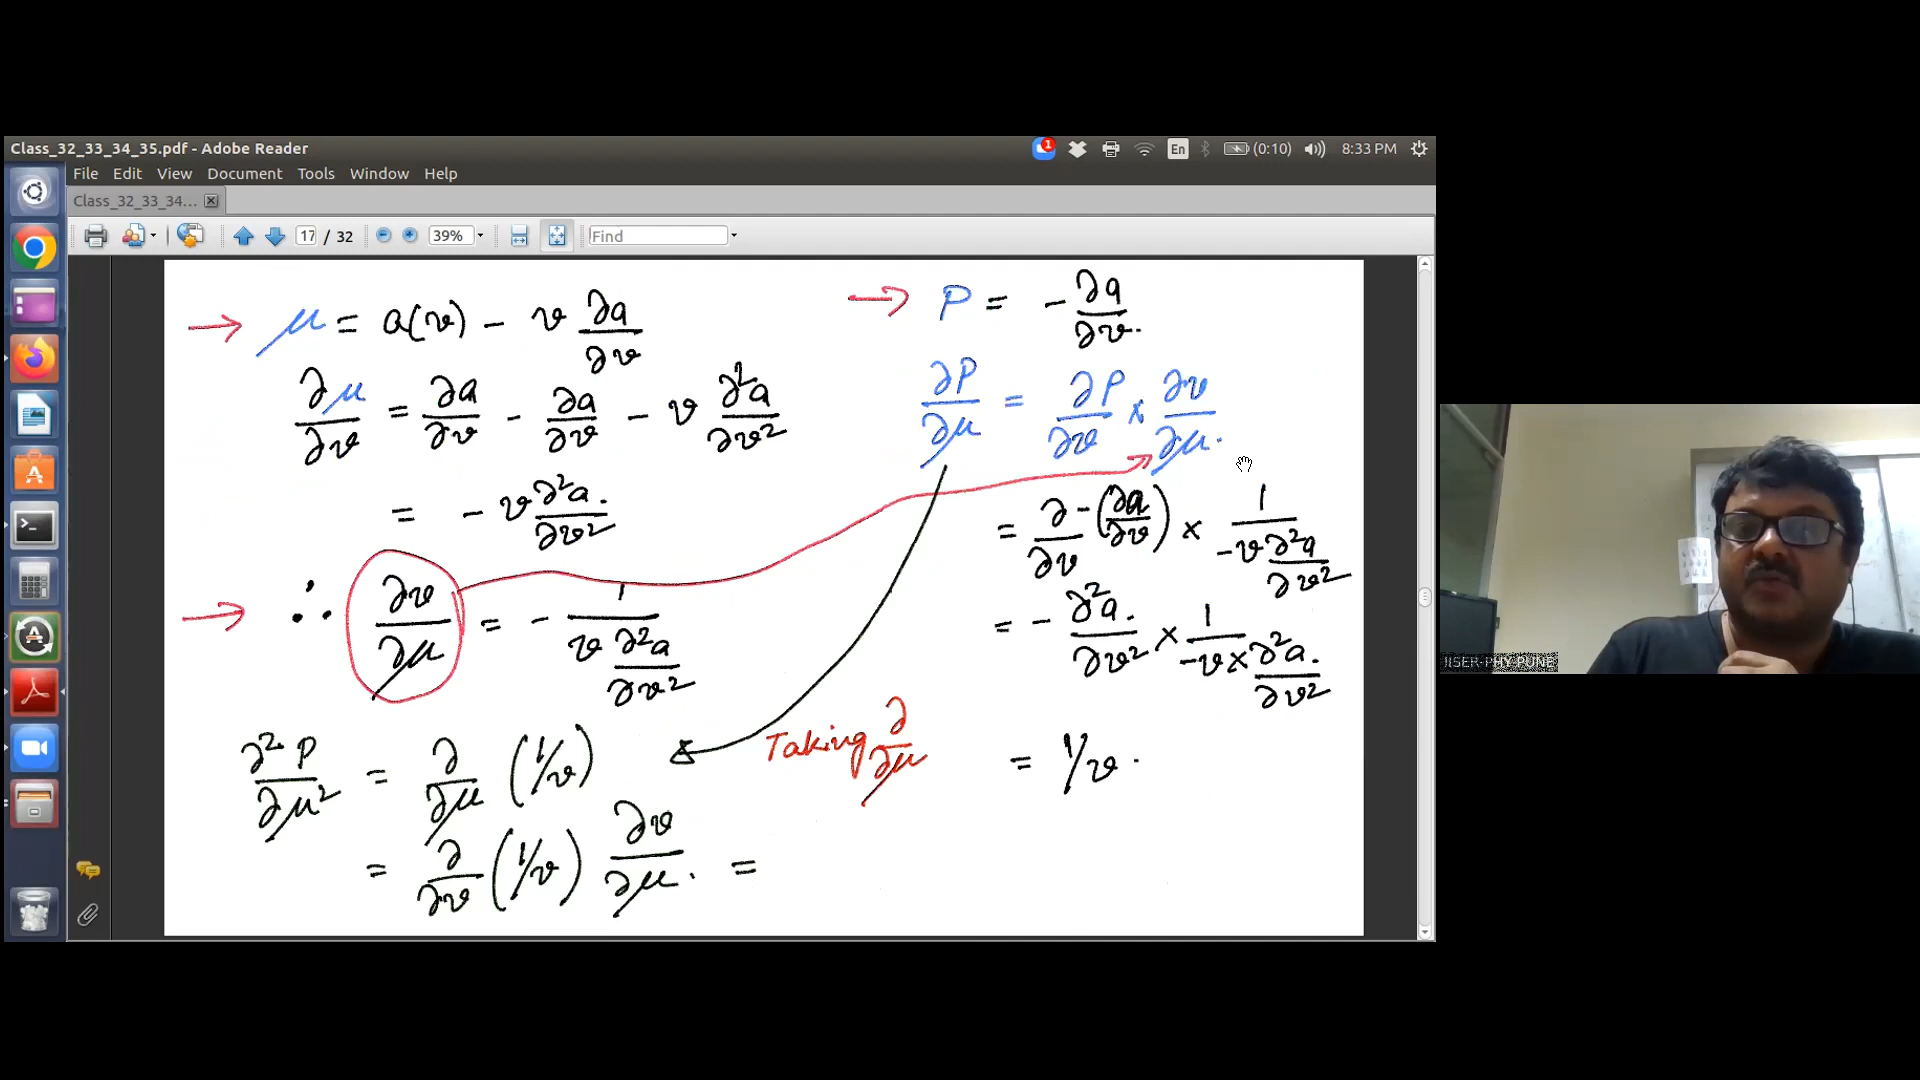 Class_32_33_34_35.pdf - Adobe Reader
1 En (0:10) 8:33 PM
File Edit View Document Tools Window Help
Class_32_33_34...
17 / 32 39% Find
μ = a(v) - v ∂a/∂v
∂μ/∂v = ∂a/∂v - ∂a/∂v - v ∂²a/∂v²
= - v ∂²a/∂v².
∴ ∂v/∂μ = - 1/(v ∂²a/∂v²)
∂²P/∂μ² = ∂/∂μ (1/v)
= ∂/∂v (1/v) ∂v/∂μ. =
Taking ∂/∂μ
P = - ∂a/∂v.
∂P/∂μ = ∂P/∂v × ∂v/∂μ.
= ∂/∂v -(∂a/∂v) × 1/(-v ∂²a/∂v²)
= - ∂²a/∂v² × 1/(-v × ∂²a/∂v²)
= 1/v.
IISER-PHY-PUNE